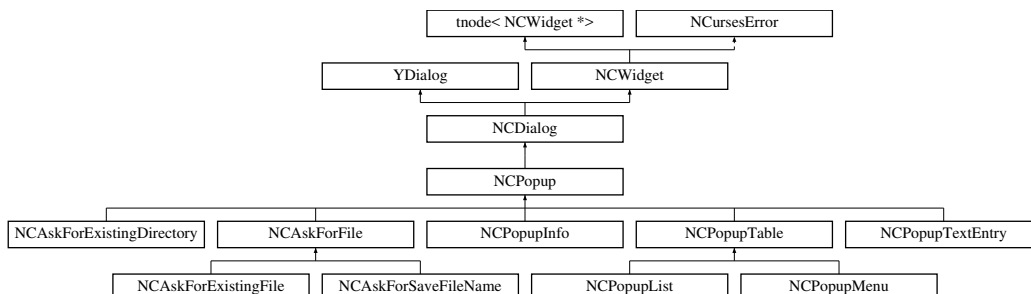 tnode< NCWidget *>
NCursesError
YDialog
NCWidget
NCDialog
NCPopup
NCAskForExistingDirectory
NCAskForFile
NCPopupInfo
NCPopupTable
NCPopupTextEntry
NCAskForExistingFile
NCAskForSaveFileName
NCPopupList
NCPopupMenu